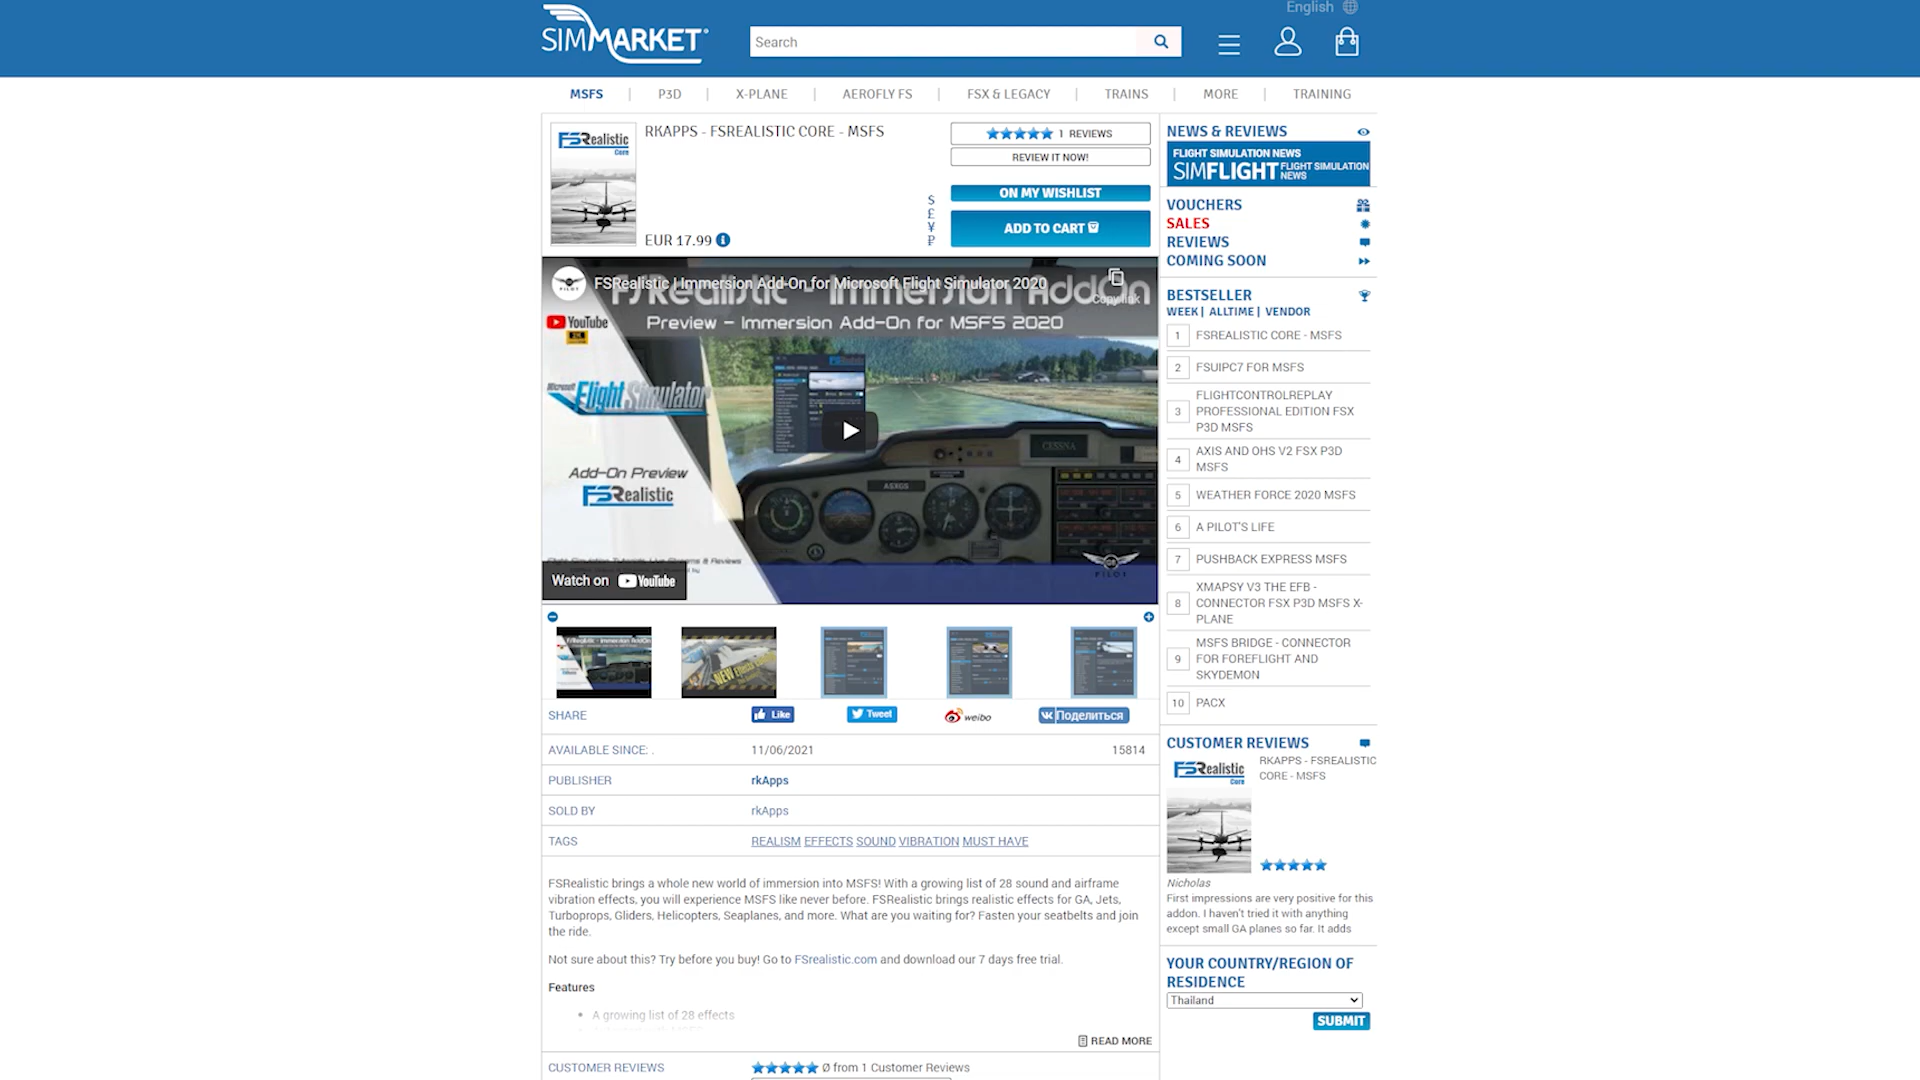 English
SIMMARKET
Search
MSFS
P3D
X-PLANE
AEROFLY FS
FSX & LEGACY
TRAINS
MORE
TRAINING
FSRealistic
Core
RKAPPS - FSREALISTIC CORE - MSFS
EUR 17.99
$
£
¥
₽
1 REVIEWS
REVIEW IT NOW!
ON MY WISHLIST
ADD TO CART
FSRealistic | Immersion Add-On for Microsoft Flight Simulator 2020
FSRealistic - Immersion AddOn
Copy link
YouTube
Preview - Immersion Add-On for MSFS 2020
Microsoft
Flight Simulator
CESSNA
ASXGS
Add-On Preview
FSRealistic
PILOT
Watch on YouTube
NEW
SHARE
Like
Tweet
weibo
Поделиться
AVAILABLE SINCE: .
11/06/2021
15814
PUBLISHER
rkApps
SOLD BY
rkApps
TAGS
REALISM EFFECTS SOUND VIBRATION MUST HAVE
FSRealistic brings a whole new world of immersion into MSFS! With a growing list of 28 sound and airframe
vibration effects, you will experience MSFS like never before. FSRealistic brings realistic effects for GA, Jets,
Turboprops, Gliders, Helicopters, Seaplanes, and more. What are you waiting for? Fasten your seatbelts and join
the ride.
Not sure about this? Try before you buy! Go to FSrealistic.com and download our 7 days free trial.
Features
• A growing list of 28 effects
READ MORE
CUSTOMER REVIEWS
Ø from 1 Customer Reviews
NEWS & REVIEWS
FLIGHT SIMULATION NEWS
SIMFLIGHT FLIGHT SIMULATION
NEWS
VOUCHERS
SALES
REVIEWS
COMING SOON
BESTSELLER
WEEK | ALLTIME | VENDOR
1 FSREALISTIC CORE - MSFS
2 FSUIPC7 FOR MSFS
3 FLIGHTCONTROLREPLAY
PROFESSIONAL EDITION FSX
P3D MSFS
4 AXIS AND OHS V2 FSX P3D
MSFS
5 WEATHER FORCE 2020 MSFS
6 A PILOT'S LIFE
7 PUSHBACK EXPRESS MSFS
8 XMAPSY V3 THE EFB -
CONNECTOR FSX P3D MSFS X-
PLANE
9 MSFS BRIDGE - CONNECTOR
FOR FOREFLIGHT AND
SKYDEMON
10 PACX
CUSTOMER REVIEWS
FSRealistic
Core
RKAPPS - FSREALISTIC
CORE - MSFS
Nicholas
First impressions are very positive for this
addon. I haven't tried it with anything
except small GA planes so far. It adds
YOUR COUNTRY/REGION OF
RESIDENCE
Thailand
SUBMIT